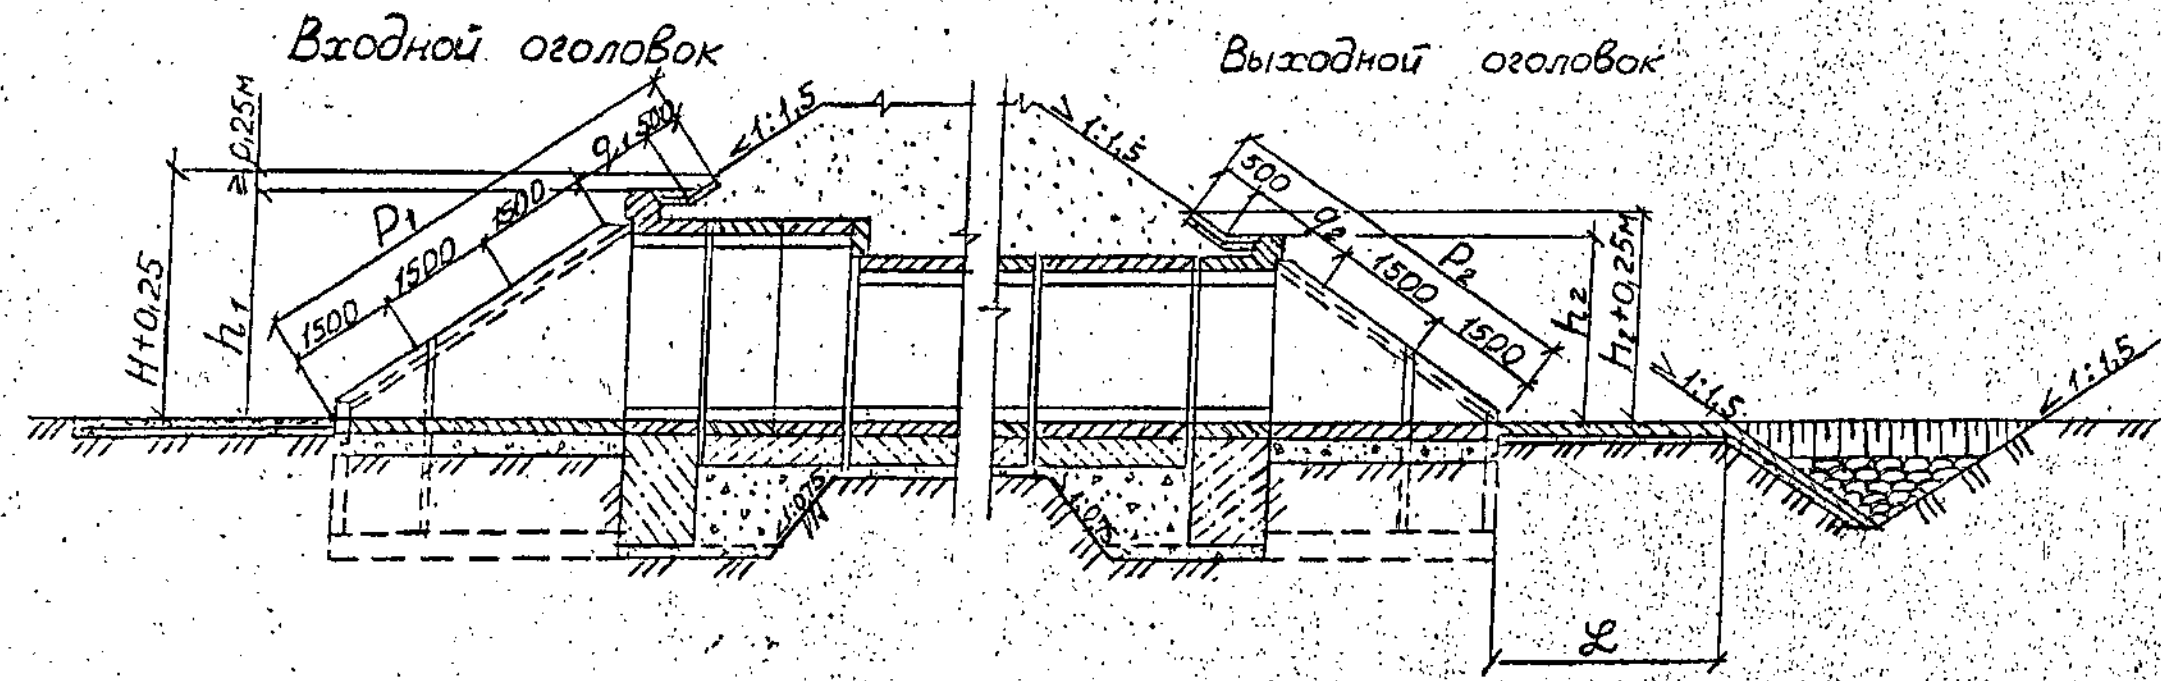 Входной оголовок
Выходной оголовок
≥0,25м
H+0,25
h1
P1
1500
1500
1500
q1
500
<1:1,5
>1:1,5
500
q2
P2
1500
1500
h2
h2+0,25м
>1:1,5
<1:1,5
1:0,75
1:0,75
L